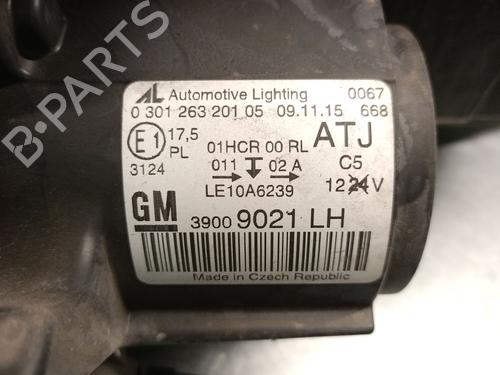 AL Automotive Lighting 0067
0 301 263 201 05 09.11.15 668
E1 17,5 01HCR 00 RL ATJ
PL 011 02 A C5
3124 LE10A6239 12 24 V
GM 3900 9021 LH
Made in Czech Republic
B-PARTS